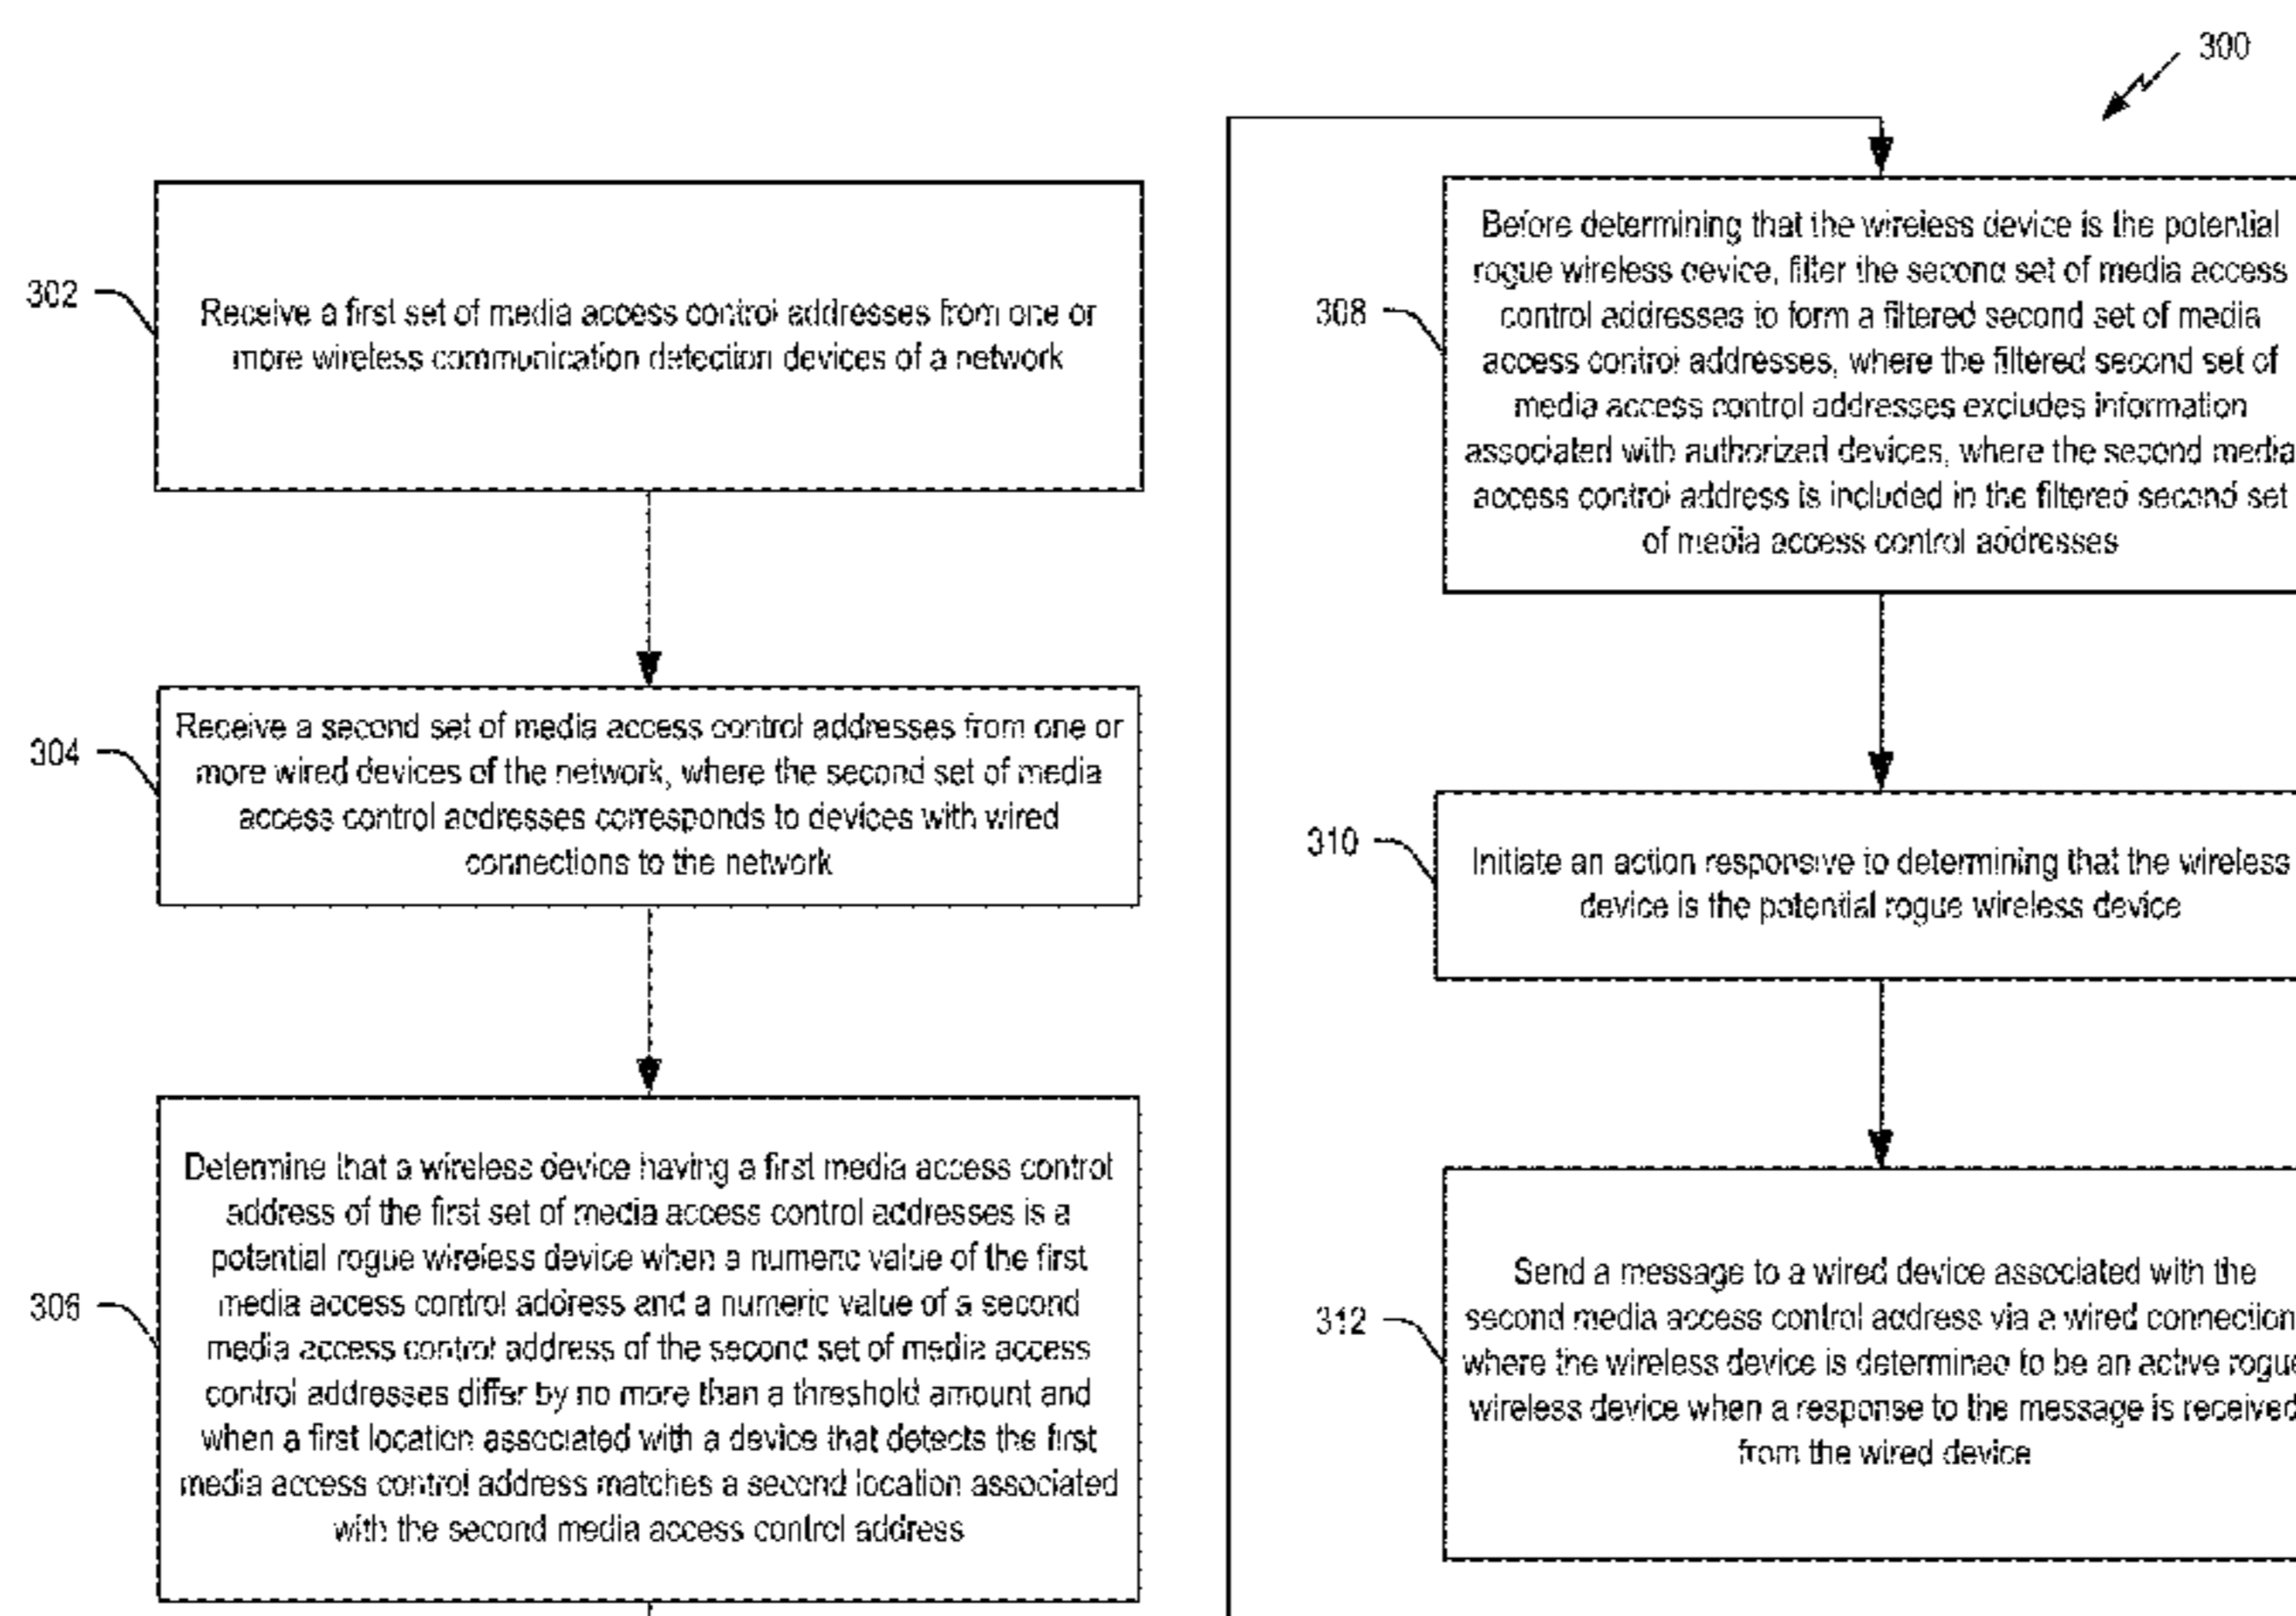 300
302
Receive a first set of media access control addresses from one or
more wireless communication detection devices of a network
304
Receive a second set of media access control addresses from one or
more wired devices of the network, where the second set of media
access control addresses corresponds to devices with wired
connections to the network
306
Determine that a wireless device having a first media access control
address of the first set of media access control addresses is a
potential rogue wireless device when a numeric value of the first
media access control address and a numeric value of a second
media access control address of the second set of media access
control addresses differ by no more than a threshold amount and
when a first location associated with a device that detects the first
media access control address matches a second location associated
with the second media access control address
308
Before determining that the wireless device is the potential
rogue wireless device, filter the second set of media access
control addresses to form a filtered second set of media
access control addresses, where the filtered second set of
media access control addresses excludes information
associated with authorized devices, where the second media
access control address is included in the filtered second set
of media access control addresses
310
Initiate an action responsive to determining that the wireless
device is the potential rogue wireless device
312
Send a message to a wired device associated with the
second media access control address via a wired connection
where the wireless device is determined to be an active rogue
wireless device when a response to the message is received
from the wired device